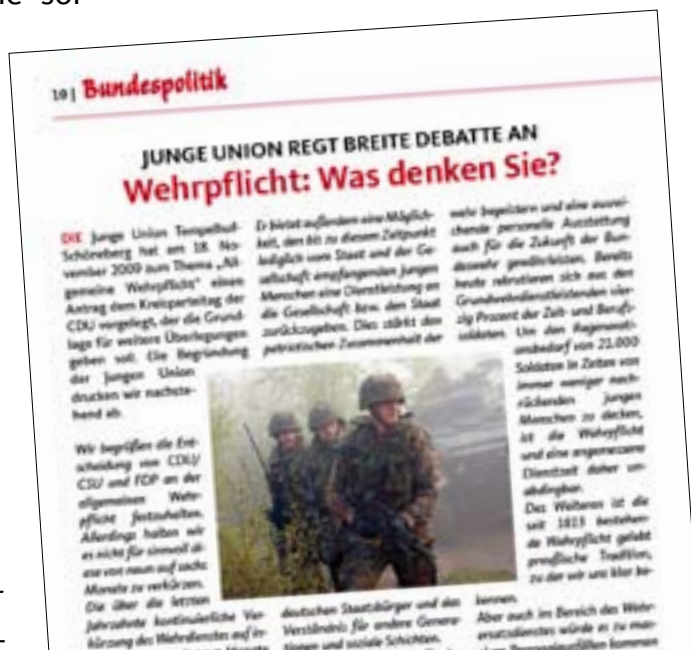 10| Bundespolitik
JUNGE UNION REGT BREITE DEBATTE AN
Wehrpflicht: Was denken Sie?
DIE Junge Union Tempelhof-
Schöneberg hat am 18. No-
vember 2009 zum Thema „All-
gemeine Wehrpflicht“ einen
Antrag dem Kreisparteitag der
CDU vorgelegt, der die Grund-
lage für weitere Überlegungen
geben soll. Die Begründung
der Jungen Union
drucken wir nachste-
hend ab.
Wir begrüßen die Ent-
scheidung von CDU/
CSU und FDP an der
allgemeinen Wehr-
pflicht festzuhalten.
Allerdings halten wir
es nicht für sinnvoll di-
ese von neun auf sechs
Monate zu verkürzen.
Die über die letzten
Jahrzehnte kontinuierliche Ver-
kürzung des Wehrdienstes auf
Er bietet außerdem eine Möglich-
keit, den bis zu diesem Zeitpunkt
lediglich vom Staat und der Ge-
sellschaft empfangenden jungen
Menschen eine Dienstleistung an
die Gesellschaft bzw. den Staat
zurückzugeben. Dies stärkt den
patriotischen Zusammenhalt der
deutschen Staatsbürger und das
Verständnis für andere Genera-
tionen und soziale Schichten.
mehr begeistern und eine ausrei-
chende personelle Ausstattung
auch für die Zukunft der Bun-
deswehr gewährleisten. Bereits
heute rekrutieren sich aus den
Grundwehrdienstleistenden vier-
zig Prozent der Zeit- und Berufs-
soldaten. Um den Regenerati-
onsbedarf von 21.000
Soldaten in Zeiten von
immer weniger nach-
rückenden jungen
Menschen zu decken,
ist die Wehrpflicht
und eine angemessene
Dienstzeit daher un-
abdingbar.
Des Weiteren ist die
seit 1813 bestehen-
de Wehrpflicht gelebt
preußische Tradition,
zu der wir uns klar be-
kennen.
Aber auch im Bereich des Wehr-
ersatzdienstes würde es zu mas-